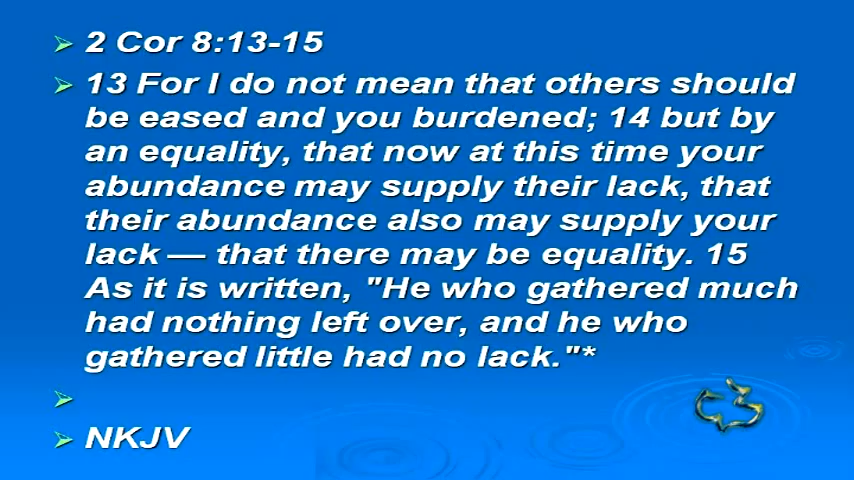 2 Cor 8:13-15
13 For I do not mean that others should
be eased and you burdened; 14 but by
an equality, that now at this time your
abundance may supply their lack, that
their abundance also may supply your
lack — that there may be equality. 15
As it is written, "He who gathered much
had nothing left over, and he who
gathered little had no lack."*
NKJV